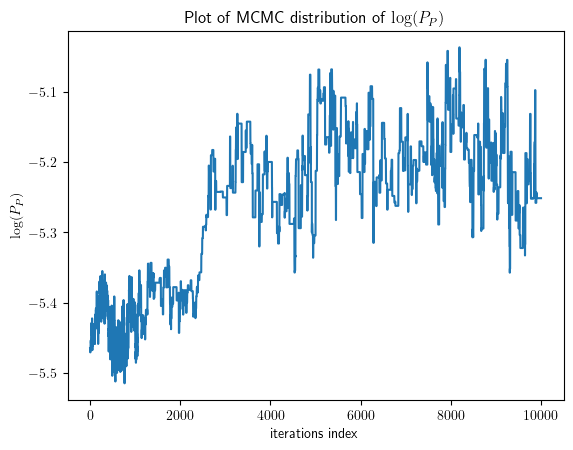 Plot of MCMC distribution of log(P_P)
−5.1
−5.2
−5.3
−5.4
−5.5
log(P_P)
0 2000 4000 6000 8000 10000
iterations index